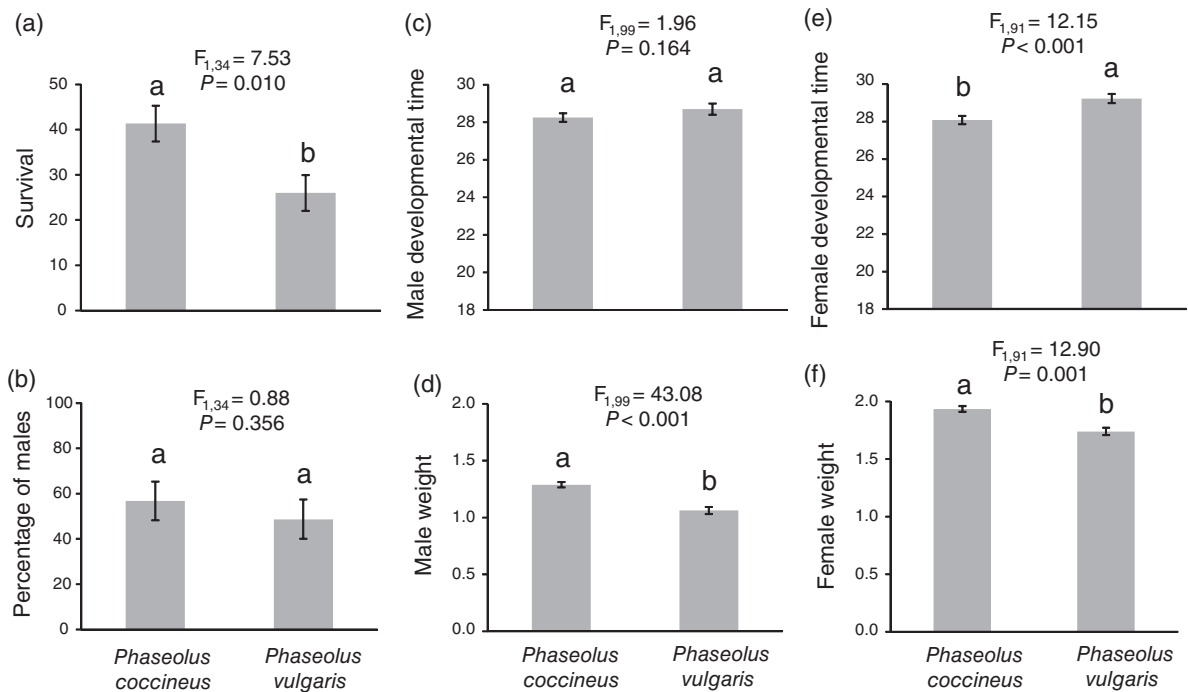 (a)
F1,34 = 7.53
P = 0.010
Survival
50
40
30
20
10
0
a
b
(b)
F1,34 = 0.88
P = 0.356
Percentage of males
100
80
60
40
20
0
a
a
Phaseolus
coccineus
Phaseolus
vulgaris
(c)
F1,99 = 1.96
P = 0.164
Male developmental time
30
28
26
24
22
20
18
a
a
(d)
F1,99 = 43.08
P < 0.001
Male weight
2.0
1.5
1.0
0.5
0.0
a
b
Phaseolus
coccineus
Phaseolus
vulgaris
(e)
F1,91 = 12.15
P < 0.001
Female developmental time
30
28
26
24
22
20
18
b
a
(f)
F1,91 = 12.90
P = 0.001
Female weight
2.0
1.5
1.0
0.5
0.0
a
b
Phaseolus
coccineus
Phaseolus
vulgaris